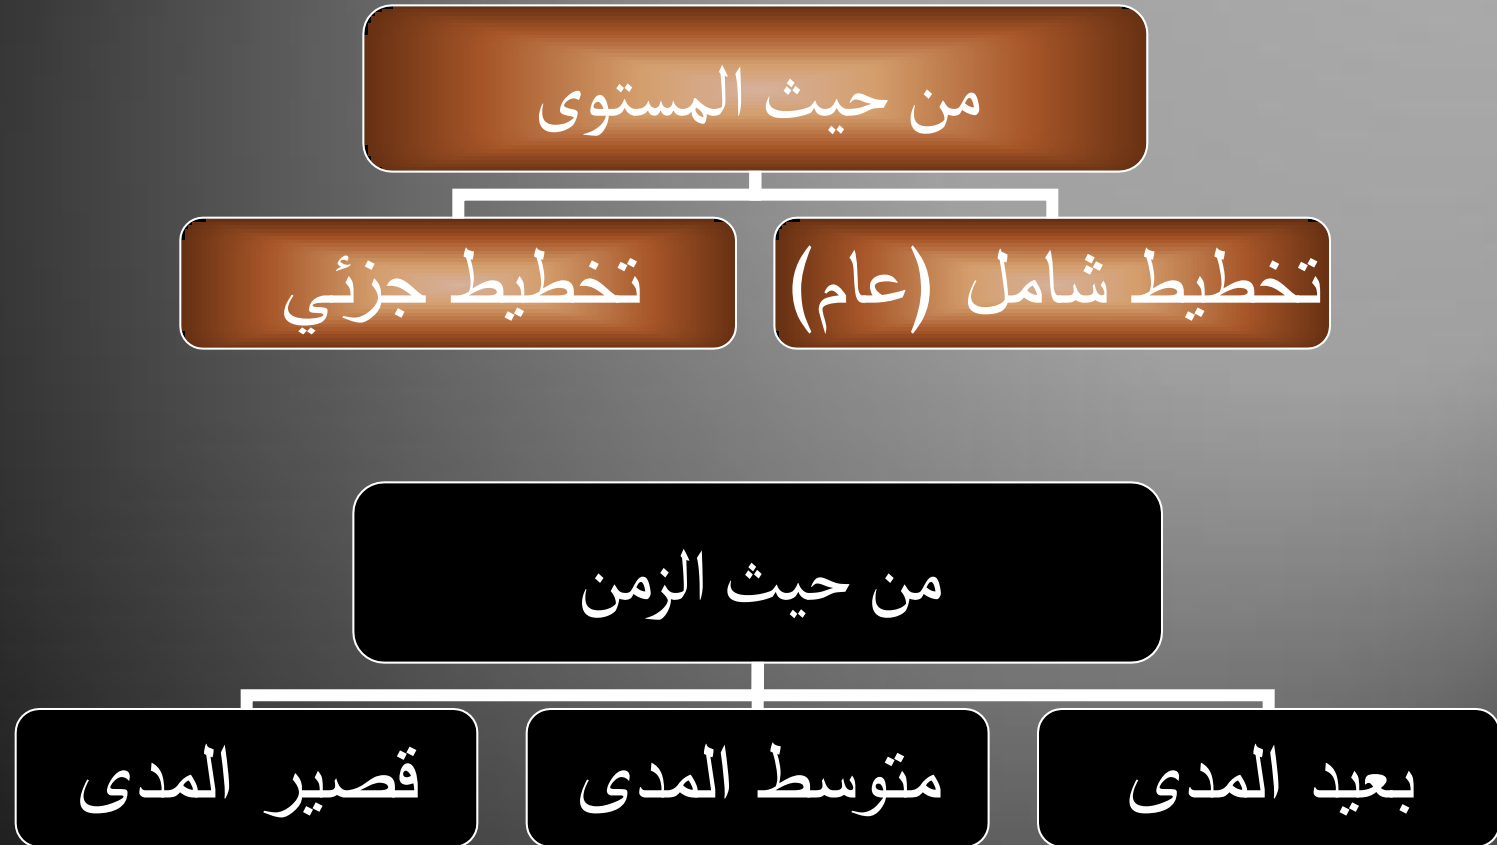 من حيث المستوى
تخطيط شامل (عام)
تخطيط جزئي
من حيث الزمن
بعيد المدى
متوسط المدى
قصير المدى